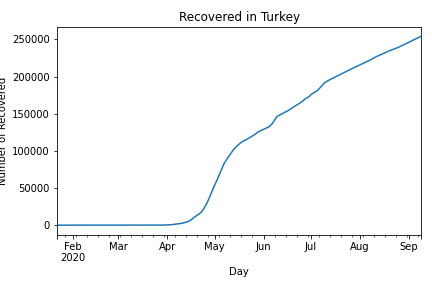 Recovered in Turkey
Number of Recovered
250000
200000
150000
100000
50000
0
Feb Mar Apr May Jun Jul Aug Sep
2020
Day